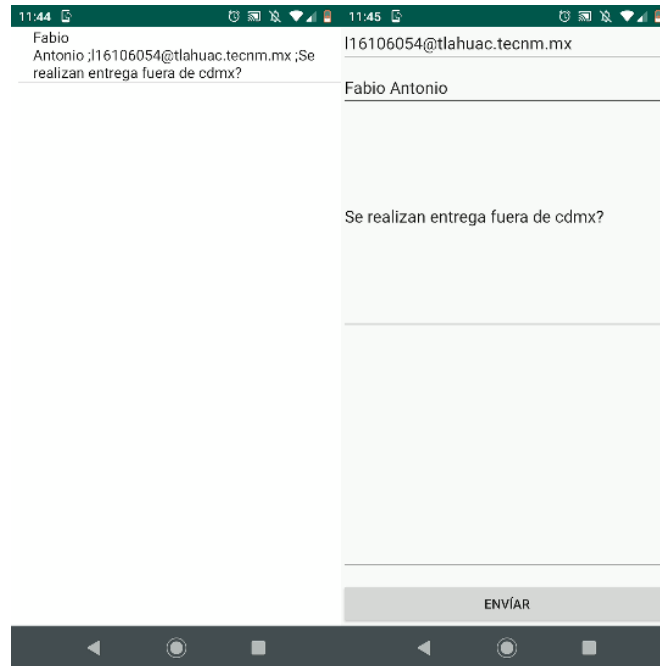 11:44
Fabio
Antonio ;l16106054@tlahuac.tecnm.mx ;Se
realizan entrega fuera de cdmx?
11:45
l16106054@tlahuac.tecnm.mx
Fabio Antonio
Se realizan entrega fuera de cdmx?
ENVÍAR